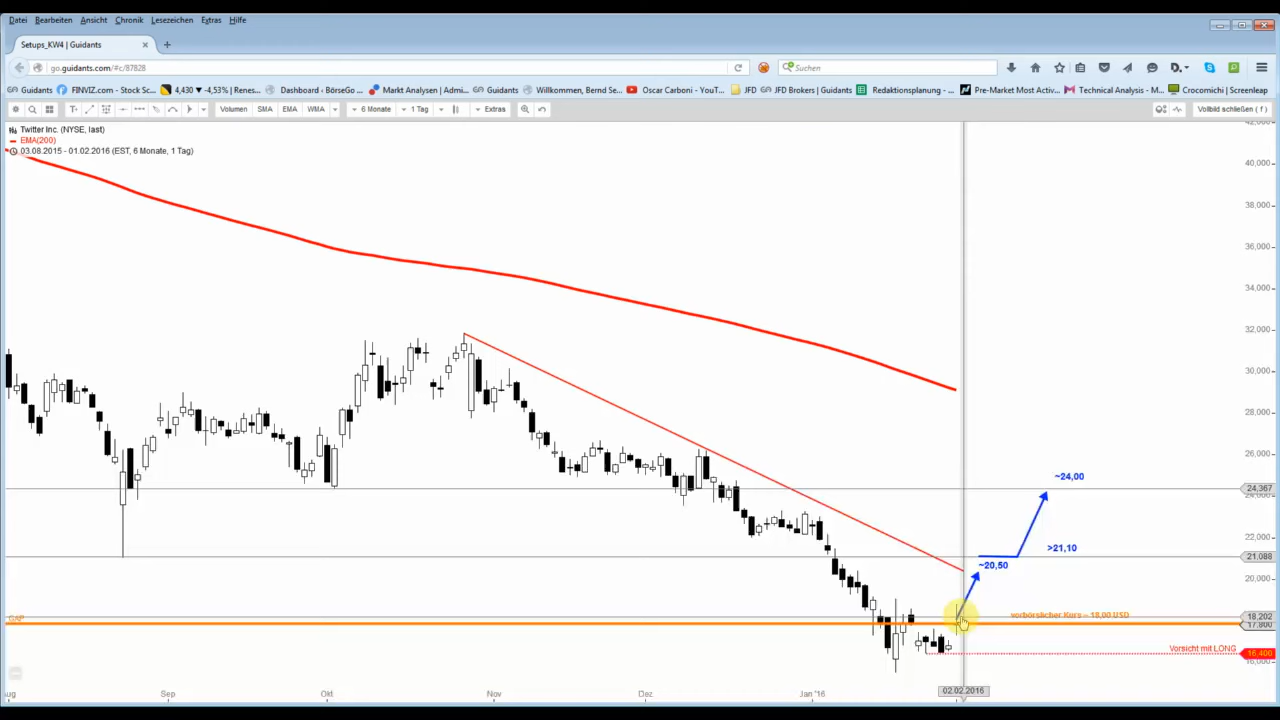 Datei Bearbeiten Ansicht Chronik Lesezeichen Extras Hilfe
Setups_KW4 | Guidants
go.guidants.com/#c/87828
Suchen
Guidants FINVIZ.com - Stock Sc... 4,430 ▾ -4,53% | Renes... Dashboard - BörseGo ... Markt Analysen | Admi... Guidants Willkommen, Bernd Se... Oscar Carboni - YouT... JFD JFD Brokers | Guidants Redaktionsplanung - ... Pre-Market Most Activ... Technical Analysis - M... Crocomichi | Screenleap
Volumen SMA EMA WMA 6 Monate 1 Tag Extras Vollbild schließen ( f )
Twitter Inc. (NYSE, last)
EMA(200)
03.08.2015 - 01.02.2016 (EST, 6 Monate, 1 Tag)
42,000
40,000
38,000
36,000
34,000
32,000
30,000
28,000
26,000
~24,00
24,367
24,000
22,000
>21,10
21,088
~20,50
20,000
vorbörslicher Kurs ~ 18,00 USD
18,202
GAP
17,800
Vorsicht mit LONG
16,400
16,000
02.02.2016
Aug Sep Okt Nov Dez Jan '16